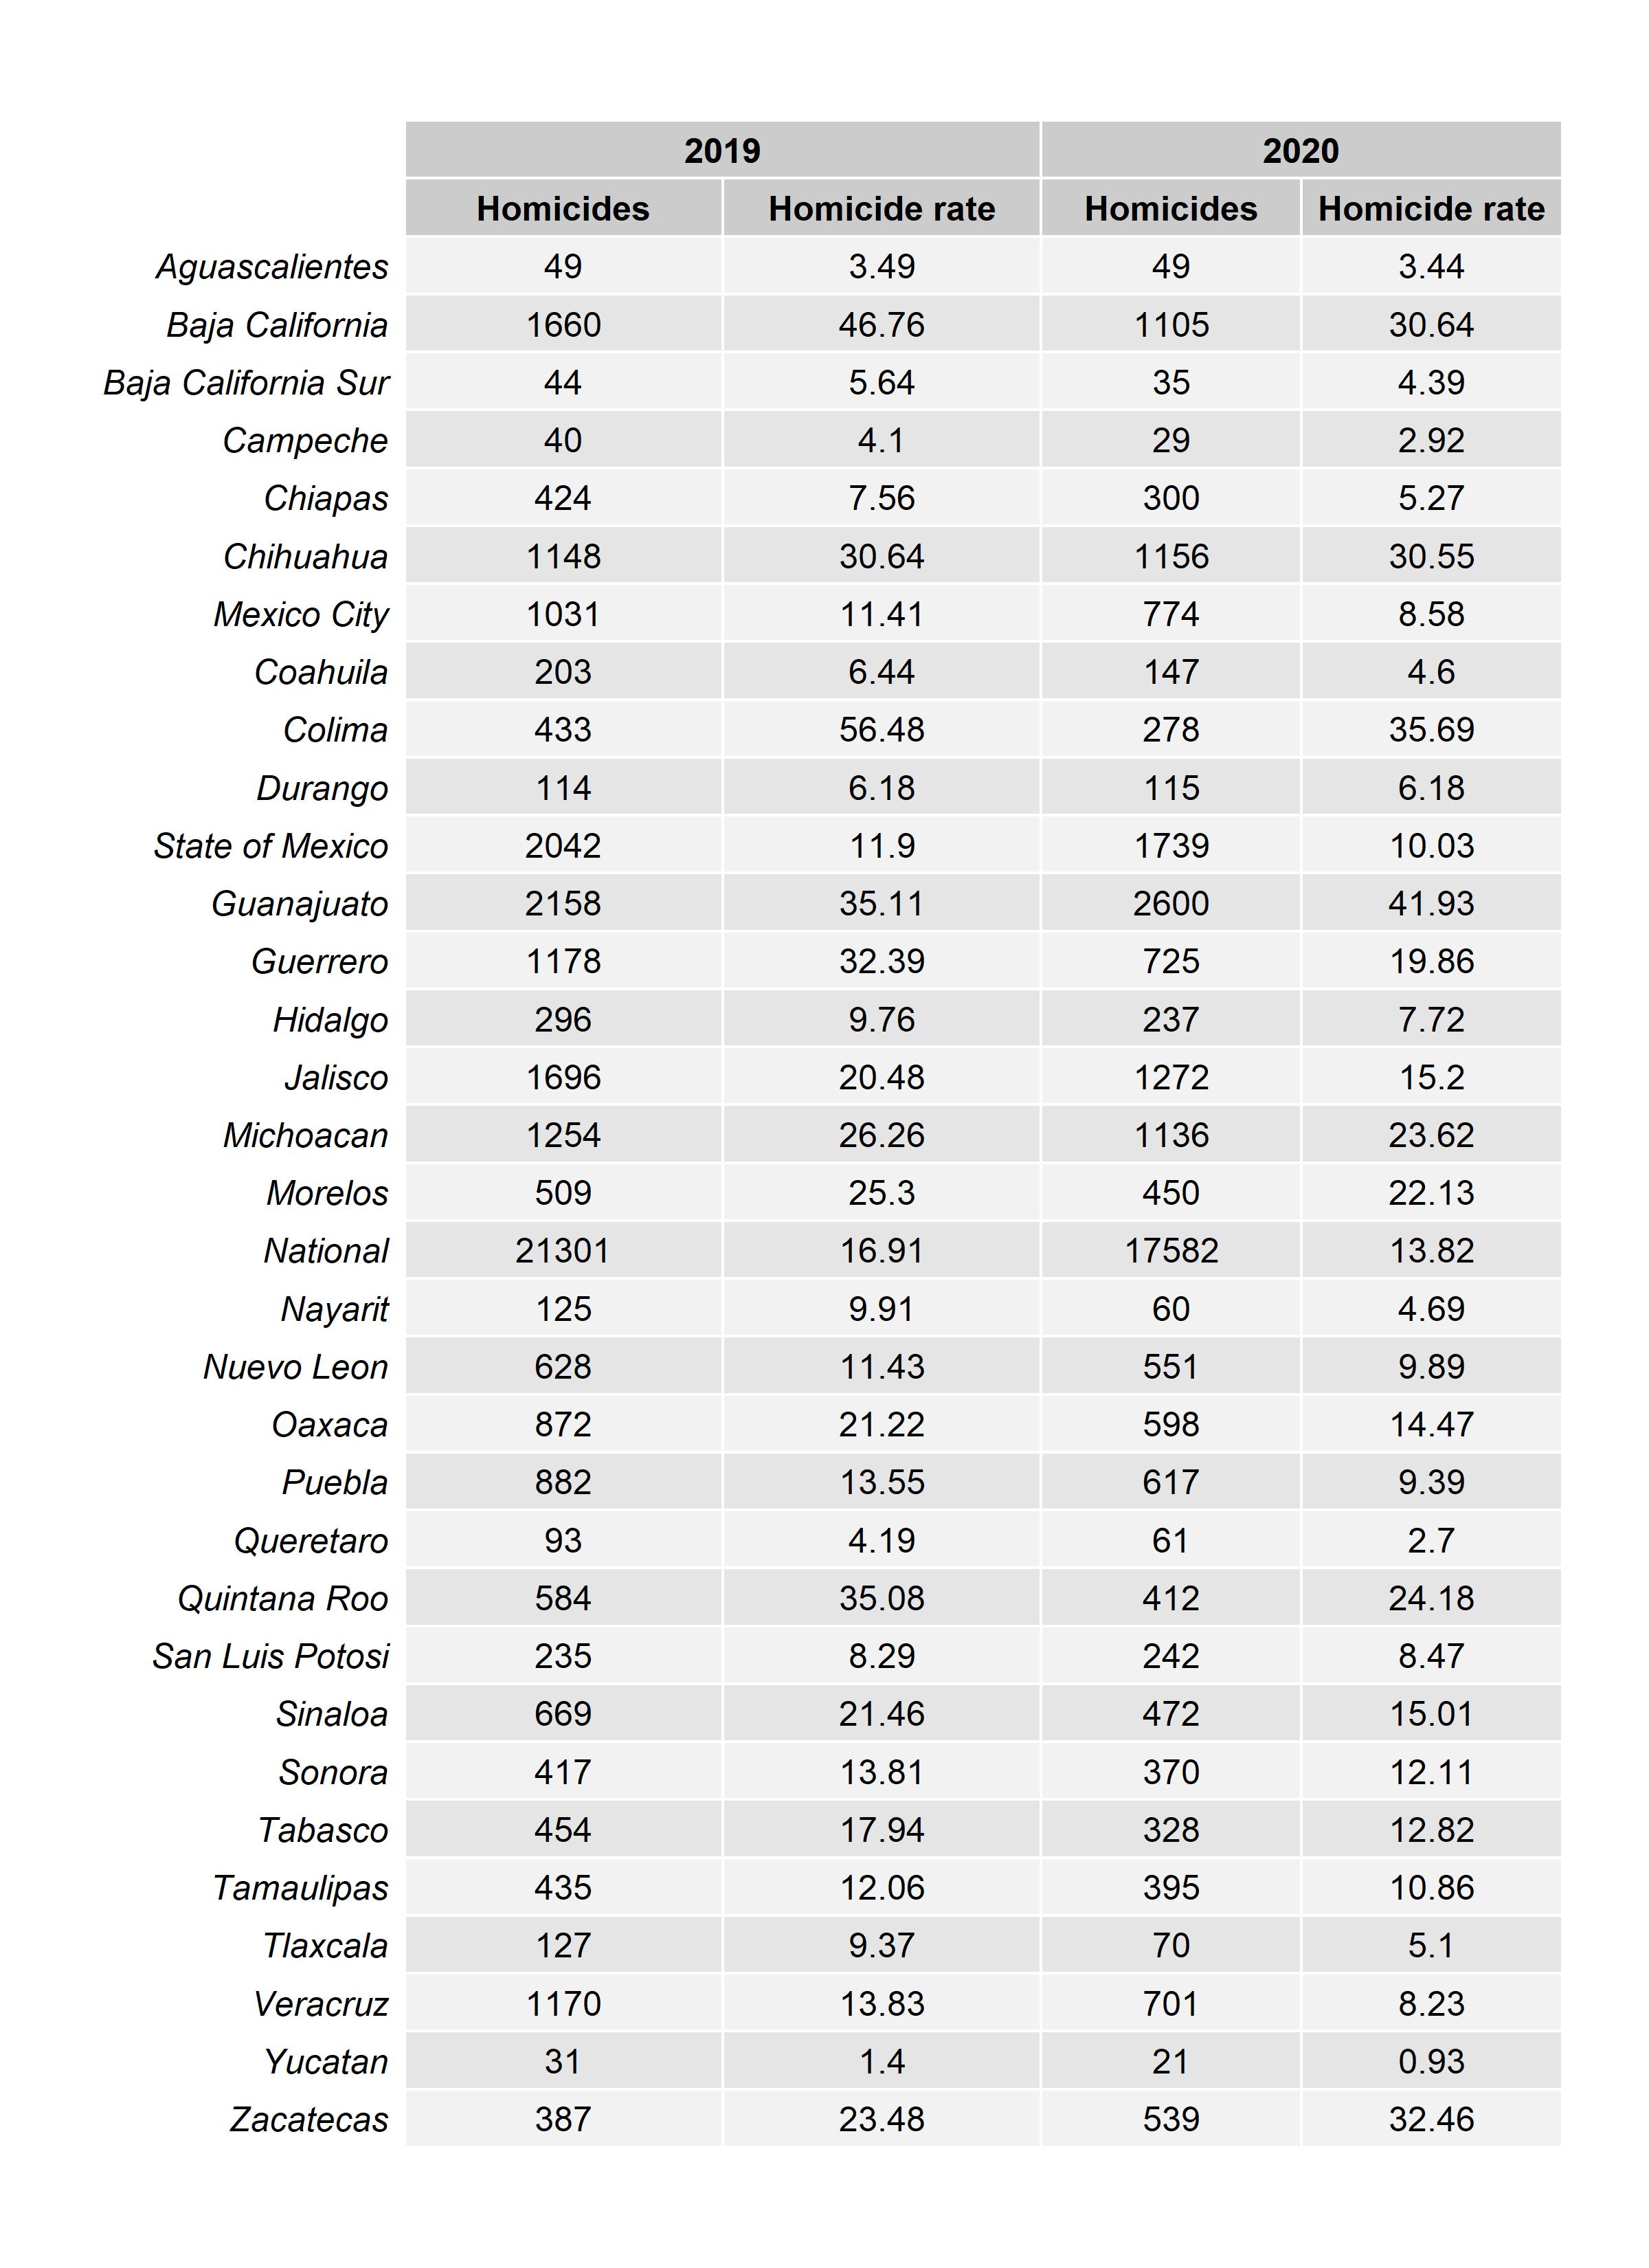 2019 2020
Homicides Homicide rate Homicides Homicide rate
Aguascalientes 49 3.49 49 3.44
Baja California 1660 46.76 1105 30.64
Baja California Sur 44 5.64 35 4.39
Campeche 40 4.1 29 2.92
Chiapas 424 7.56 300 5.27
Chihuahua 1148 30.64 1156 30.55
Mexico City 1031 11.41 774 8.58
Coahuila 203 6.44 147 4.6
Colima 433 56.48 278 35.69
Durango 114 6.18 115 6.18
State of Mexico 2042 11.9 1739 10.03
Guanajuato 2158 35.11 2600 41.93
Guerrero 1178 32.39 725 19.86
Hidalgo 296 9.76 237 7.72
Jalisco 1696 20.48 1272 15.2
Michoacan 1254 26.26 1136 23.62
Morelos 509 25.3 450 22.13
National 21301 16.91 17582 13.82
Nayarit 125 9.91 60 4.69
Nuevo Leon 628 11.43 551 9.89
Oaxaca 872 21.22 598 14.47
Puebla 882 13.55 617 9.39
Queretaro 93 4.19 61 2.7
Quintana Roo 584 35.08 412 24.18
San Luis Potosi 235 8.29 242 8.47
Sinaloa 669 21.46 472 15.01
Sonora 417 13.81 370 12.11
Tabasco 454 17.94 328 12.82
Tamaulipas 435 12.06 395 10.86
Tlaxcala 127 9.37 70 5.1
Veracruz 1170 13.83 701 8.23
Yucatan 31 1.4 21 0.93
Zacatecas 387 23.48 539 32.46